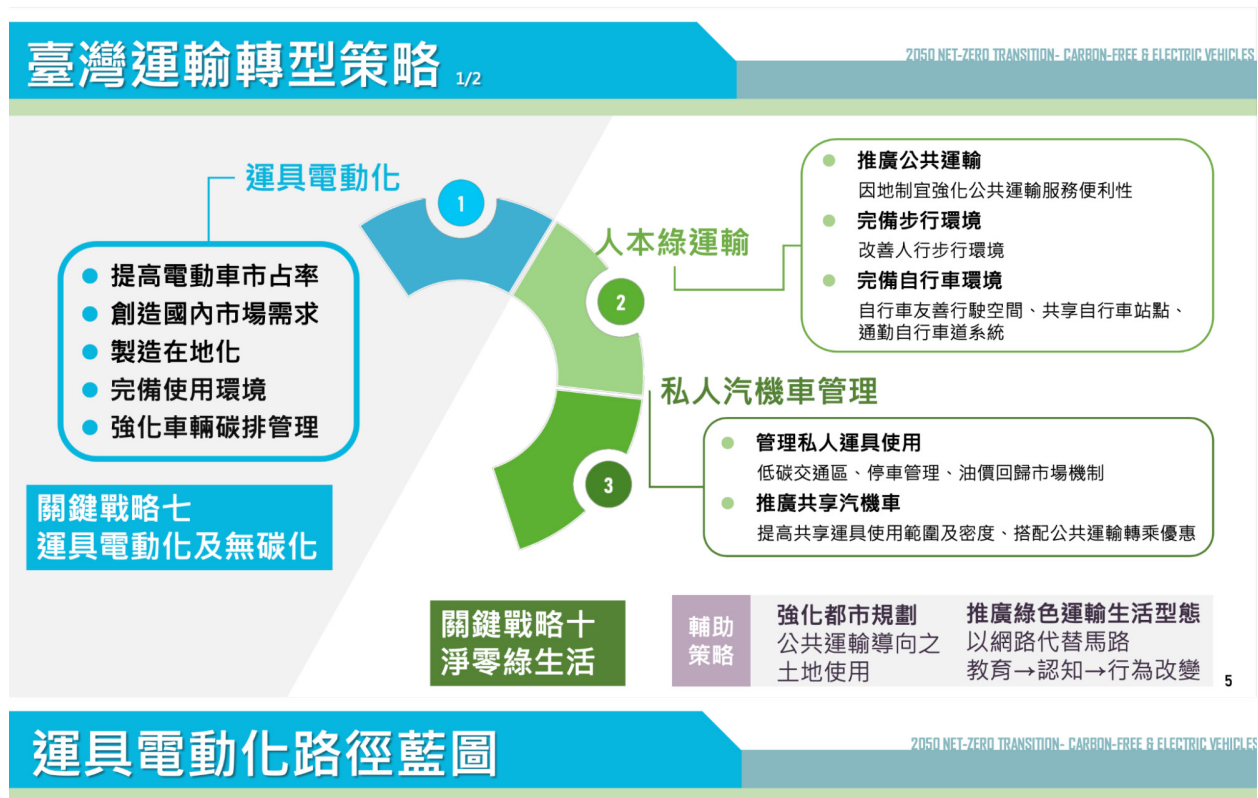 臺灣運輸轉型策略 1/2
2050 NET-ZERO TRANSITION- CARBON-FREE & ELECTRIC VEHICLES
運具電動化
1
提高電動車市占率
創造國內市場需求
製造在地化
完備使用環境
強化車輛碳排管理
關鍵戰略七
運具電動化及無碳化
人本綠運輸
2
推廣公共運輸
因地制宜強化公共運輸服務便利性
完備步行環境
改善人行步行環境
完備自行車環境
自行車友善行駛空間、共享自行車站點、
通勤自行車道系統
私人汽機車管理
3
管理私人運具使用
低碳交通區、停車管理、油價回歸市場機制
推廣共享汽機車
提高共享運具使用範圍及密度、搭配公共運輸轉乘優惠
關鍵戰略十
淨零綠生活
輔助
策略
強化都市規劃
公共運輸導向之
土地使用
推廣綠色運輸生活型態
以網路代替馬路
教育→認知→行為改變
5
運具電動化路徑藍圖
2050 NET-ZERO TRANSITION- CARBON-FREE & ELECTRIC VEHICLES